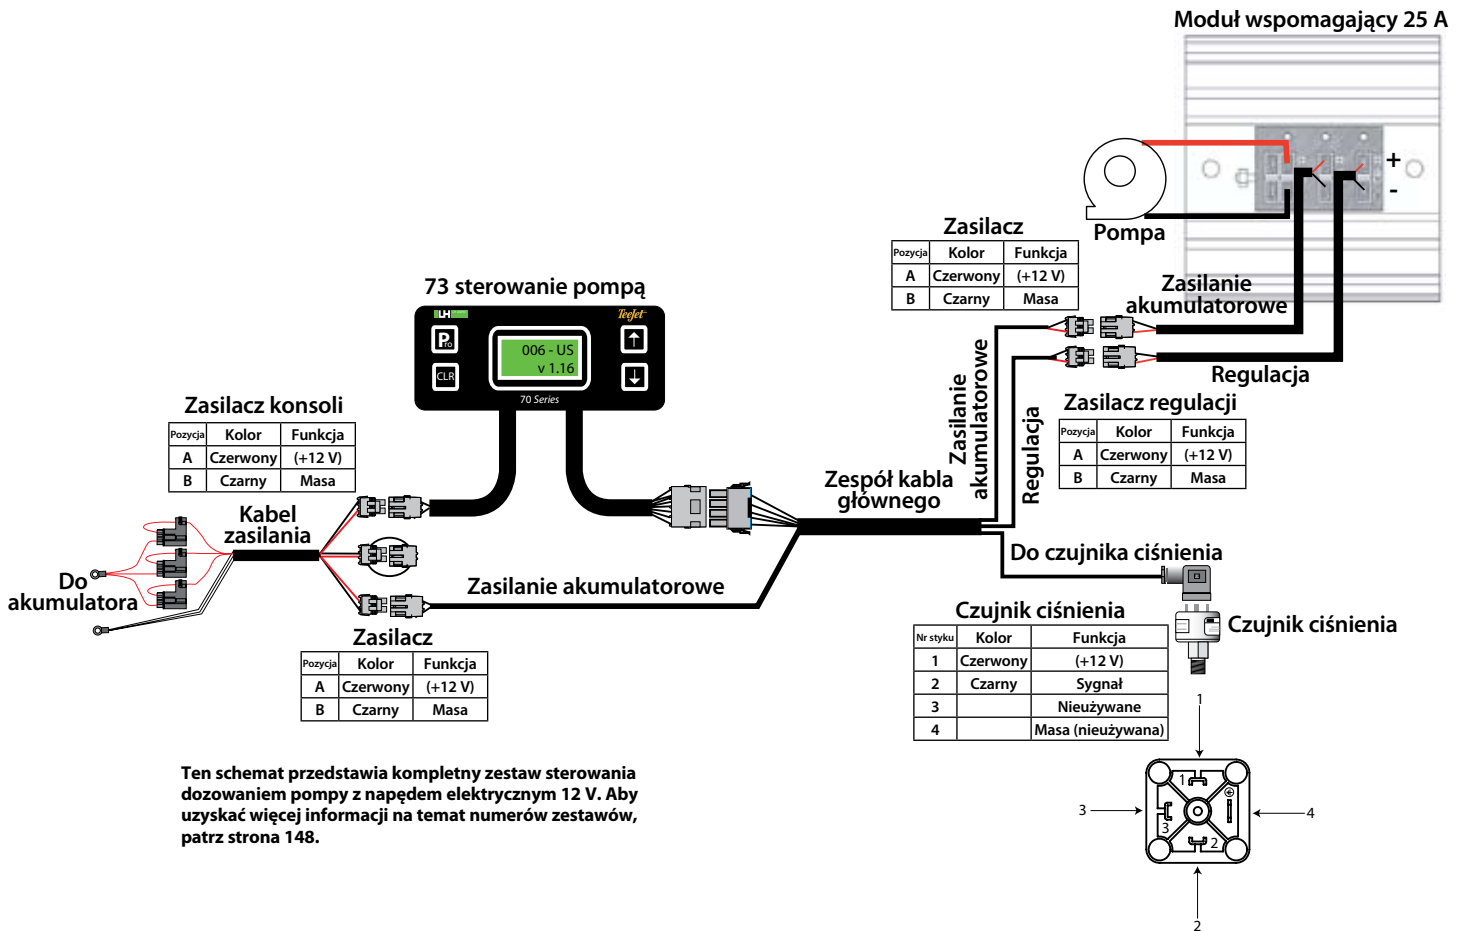 Moduł wspomagający 25 A
+
-
Pompa
Zasilacz
Pozycja Kolor Funkcja
A Czerwony (+12 V)
B Czarny Masa
Zasilanie
akumulatorowe
Regulacja
73 sterowanie pompą
LH
TeeJet
Pro
CLR
006 - US
v 1.16
70 Series
Zasilacz konsoli
Pozycja Kolor Funkcja
A Czerwony (+12 V)
B Czarny Masa
Zasilanie
akumulatorowe
Regulacja
Zasilacz regulacji
Pozycja Kolor Funkcja
A Czerwony (+12 V)
B Czarny Masa
Kabel
zasilania
Zespół kabla
głównego
Do
akumulatora
Zasilanie akumulatorowe
Do czujnika ciśnienia
Zasilacz
Pozycja Kolor Funkcja
A Czerwony (+12 V)
B Czarny Masa
Czujnik ciśnienia
Nr styku Kolor Funkcja
1 Czerwony (+12 V)
2 Czarny Sygnał
3 Nieużywane
4 Masa (nieużywana)
Czujnik ciśnienia
1
1
3
3
4
2
2
Ten schemat przedstawia kompletny zestaw sterowania
dozowaniem pompy z napędem elektrycznym 12 V. Aby
uzyskać więcej informacji na temat numerów zestawów,
patrz strona 148.